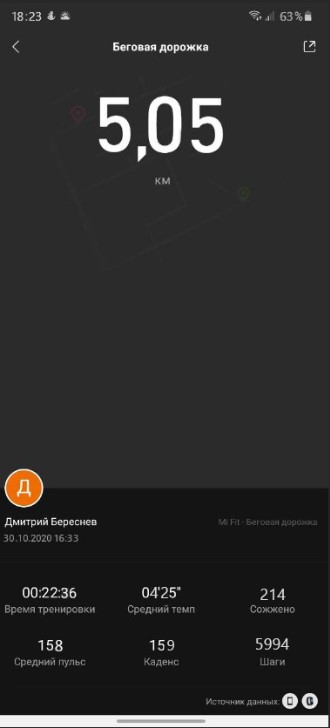 18:23 63%
Беговая дорожка
5,05
км
Д
Дмитрий Береснев
Mi Fit - Беговая дорожка
30.10.2020 16:33
00:22:36 04'25" 214
Время тренировки Средний темп Сожжено
158 159 5994
Средний пульс Каденс Шаги
Источник данных: